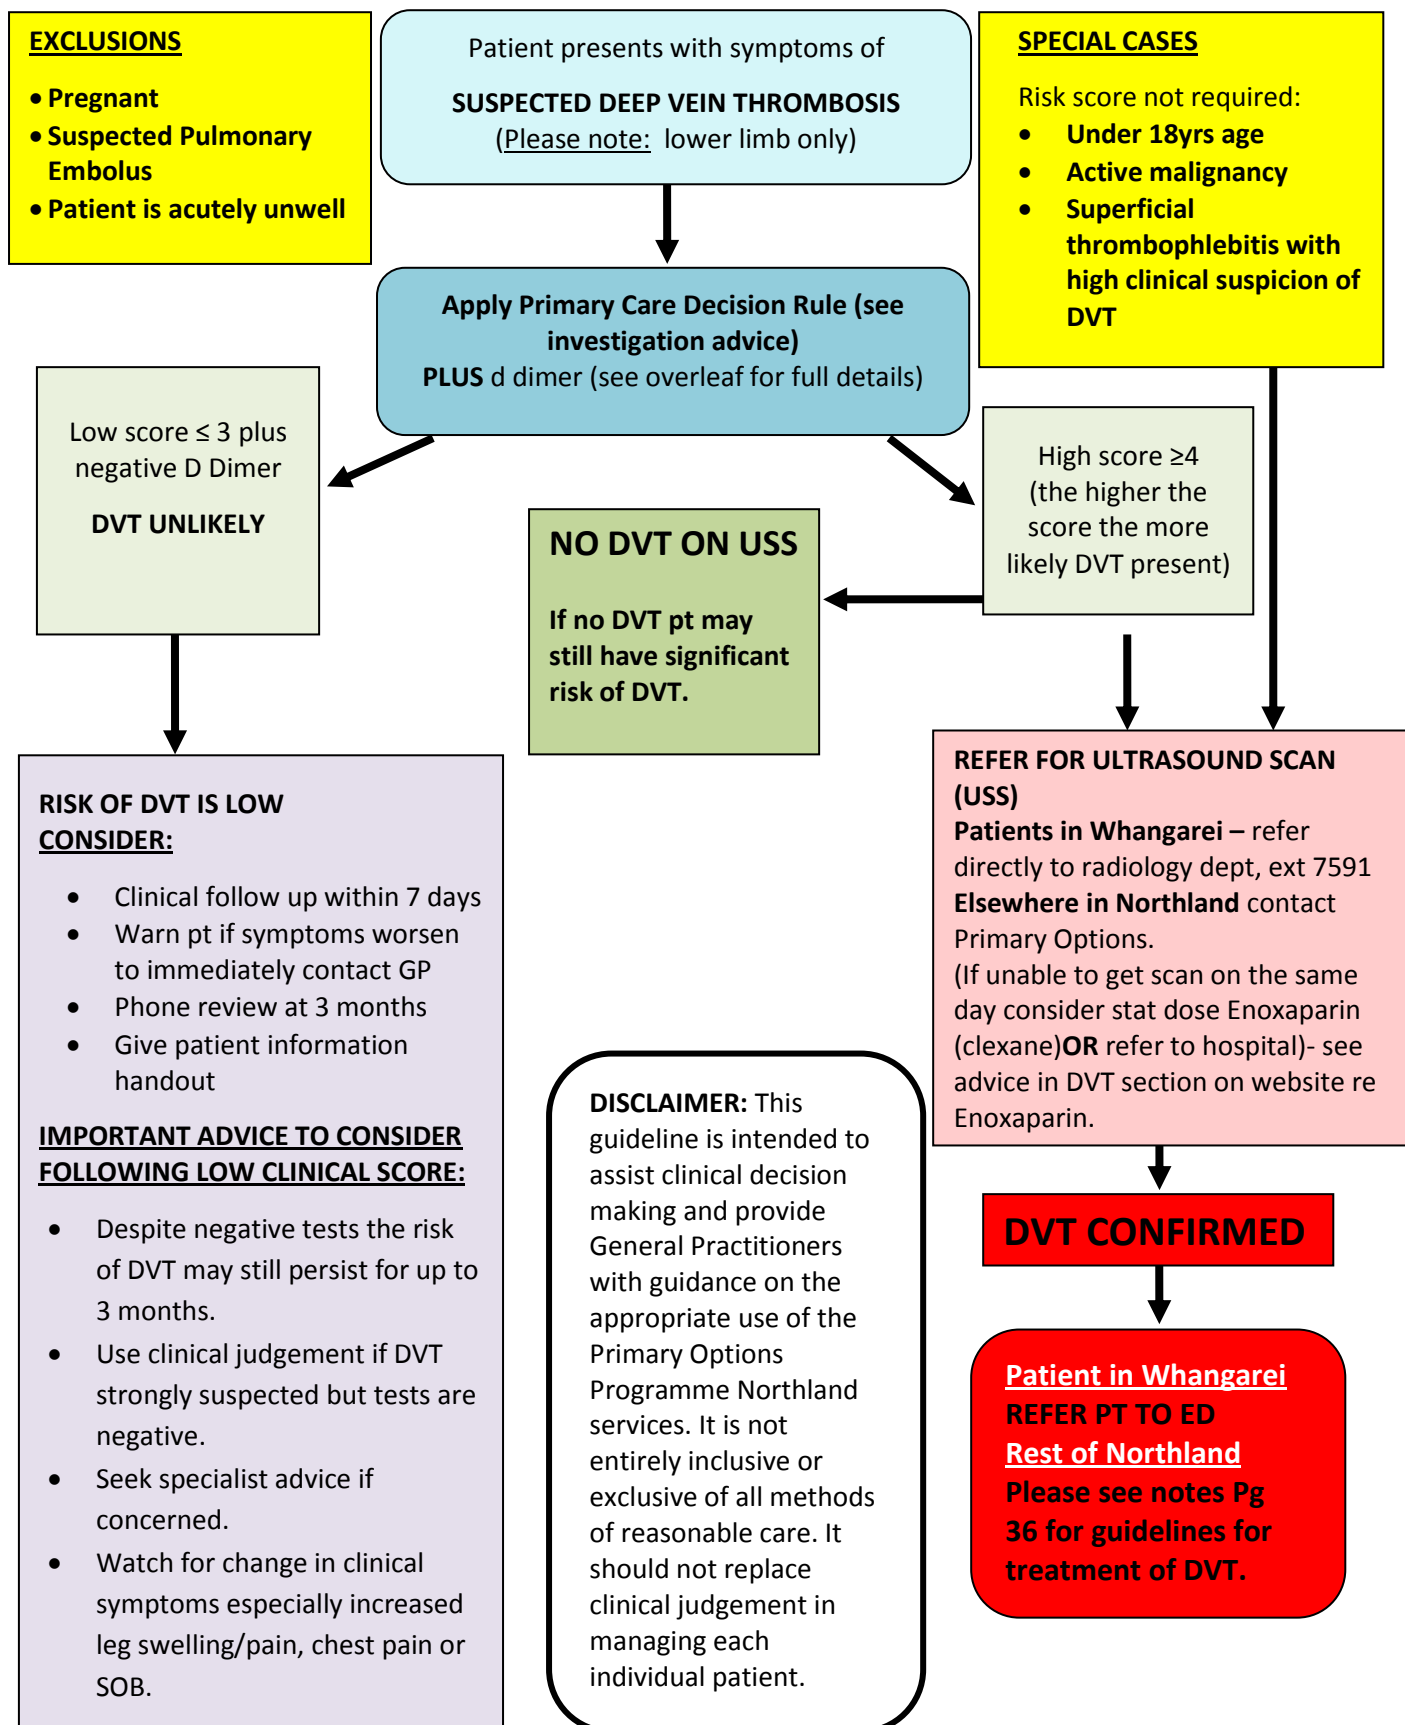 EXCLUSIONS
• Pregnant
• Suspected Pulmonary
Embolus
• Patient is acutely unwell
Patient presents with symptoms of
SUSPECTED DEEP VEIN THROMBOSIS
(Please note: lower limb only)
SPECIAL CASES
Risk score not required:
• Under 18yrs age
• Active malignancy
• Superficial
thrombophlebitis with
high clinical suspicion of
DVT
Apply Primary Care Decision Rule (see
investigation advice)
PLUS d dimer (see overleaf for full details)
Low score ≤ 3 plus
negative D Dimer
DVT UNLIKELY
High score ≥4
(the higher the
score the more
likely DVT present)
NO DVT ON USS
If no DVT pt may
still have significant
risk of DVT.
RISK OF DVT IS LOW
CONSIDER:
• Clinical follow up within 7 days
• Warn pt if symptoms worsen
to immediately contact GP
• Phone review at 3 months
• Give patient information
handout
IMPORTANT ADVICE TO CONSIDER
FOLLOWING LOW CLINICAL SCORE:
• Despite negative tests the risk
of DVT may still persist for up to
3 months.
• Use clinical judgement if DVT
strongly suspected but tests are
negative.
• Seek specialist advice if
concerned.
• Watch for change in clinical
symptoms especially increased
leg swelling/pain, chest pain or
SOB.
REFER FOR ULTRASOUND SCAN
(USS)
Patients in Whangarei – refer
directly to radiology dept, ext 7591
Elsewhere in Northland contact
Primary Options.
(If unable to get scan on the same
day consider stat dose Enoxaparin
(clexane)OR refer to hospital)- see
advice in DVT section on website re
Enoxaparin.
DISCLAIMER: This
guideline is intended to
assist clinical decision
making and provide
General Practitioners
with guidance on the
appropriate use of the
Primary Options
Programme Northland
services. It is not
entirely inclusive or
exclusive of all methods
of reasonable care. It
should not replace
clinical judgement in
managing each
individual patient.
DVT CONFIRMED
Patient in Whangarei
REFER PT TO ED
Rest of Northland
Please see notes Pg
36 for guidelines for
treatment of DVT.